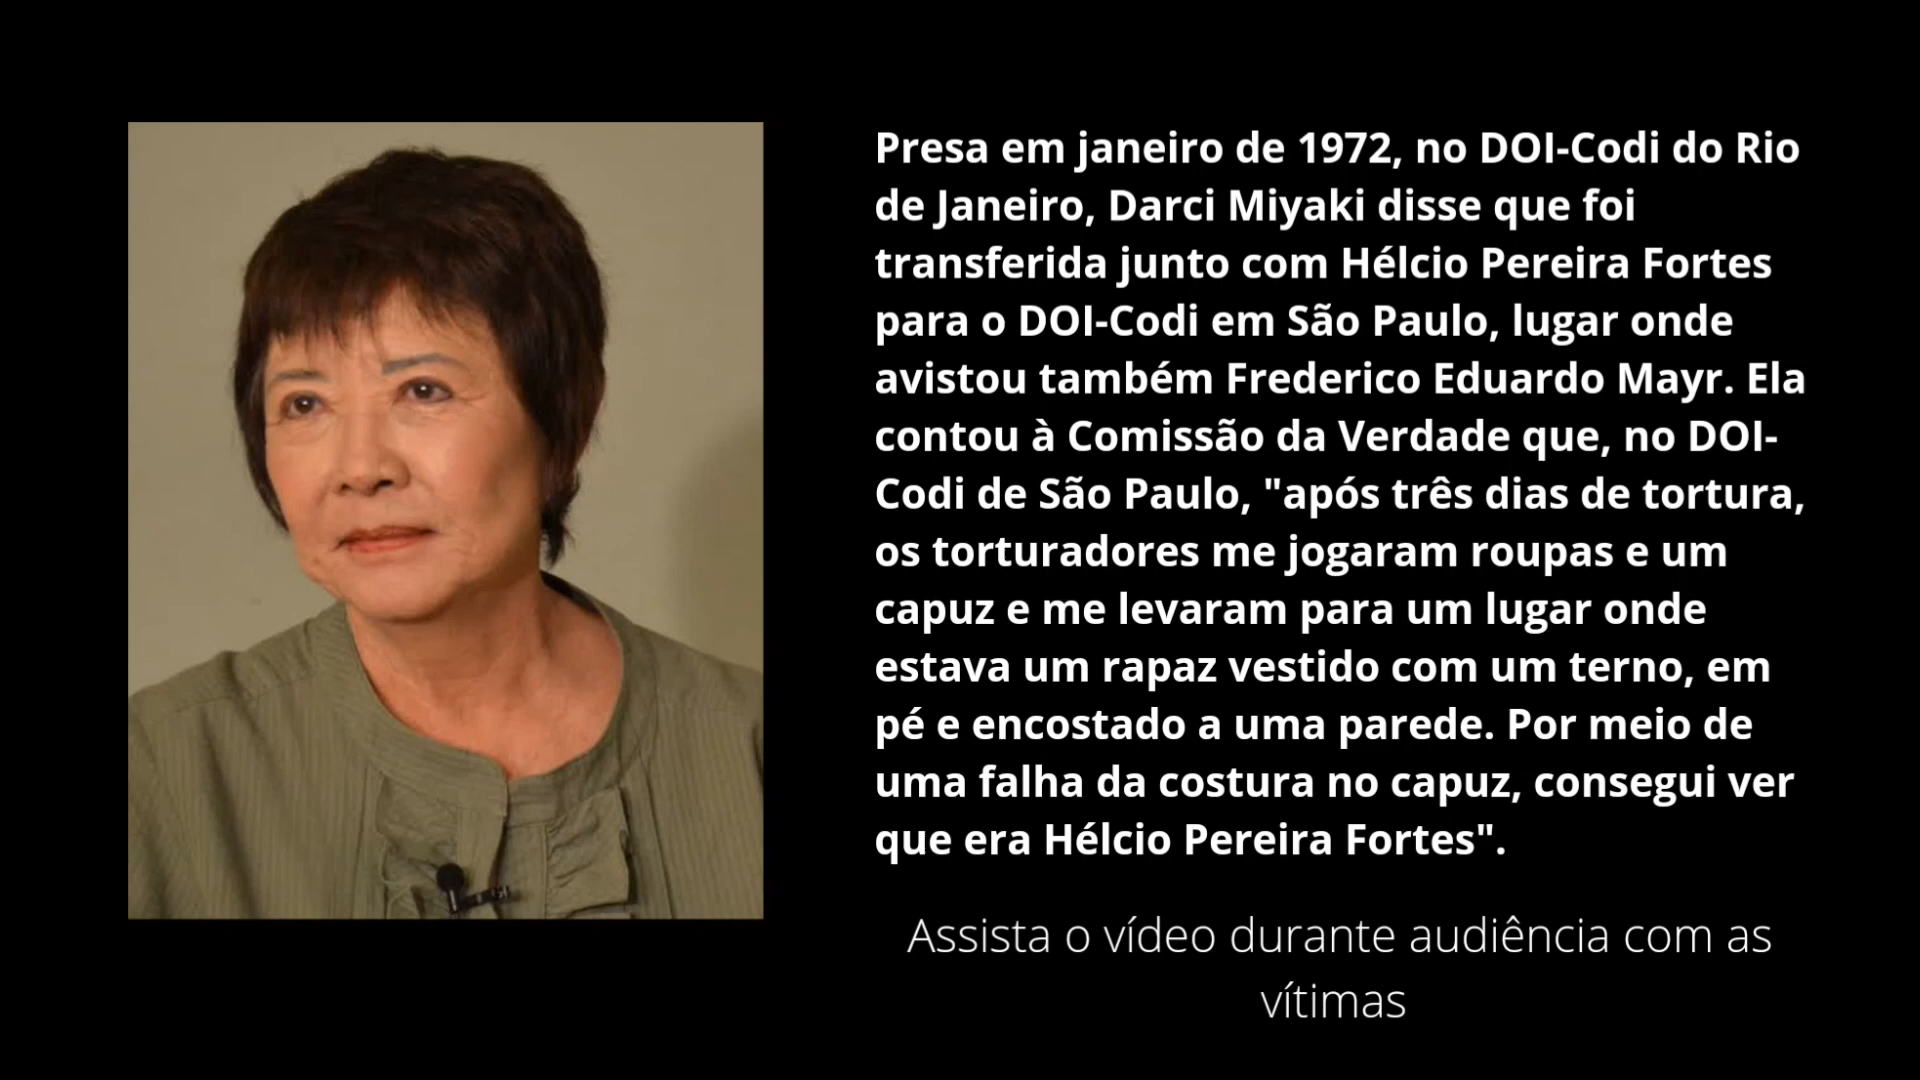 Presa em janeiro de 1972, no DOI-Codi do Rio
de Janeiro, Darci Miyaki disse que foi
transferida junto com Hélcio Pereira Fortes
para o DOI-Codi em São Paulo, lugar onde
avistou também Frederico Eduardo Mayr. Ela
contou à Comissão da Verdade que, no DOI-
Codi de São Paulo, "após três dias de tortura,
os torturadores me jogaram roupas e um
capuz e me levaram para um lugar onde
estava um rapaz vestido com um terno, em
pé e encostado a uma parede. Por meio de
uma falha da costura no capuz, consegui ver
que era Hélcio Pereira Fortes".
Assista o vídeo durante audiência com as
vítimas